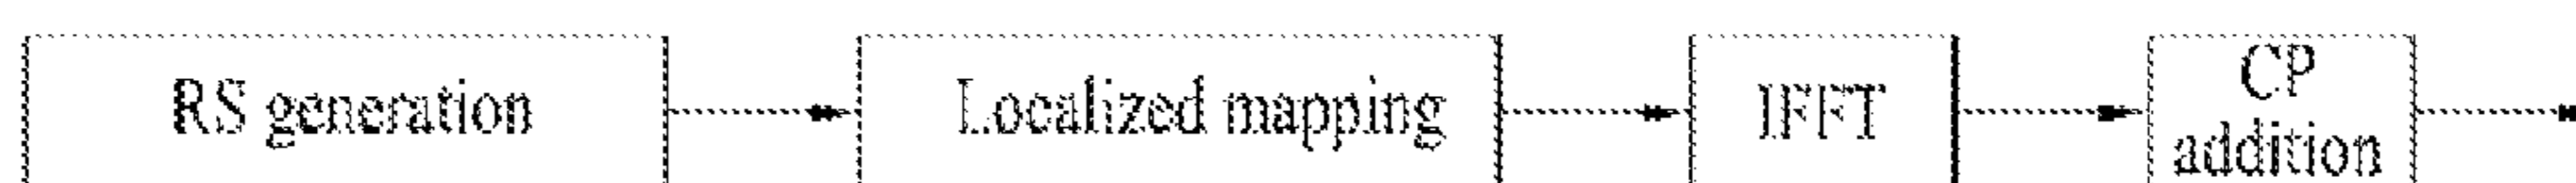 RS generation
Localized mapping
IFFT
CP
addition